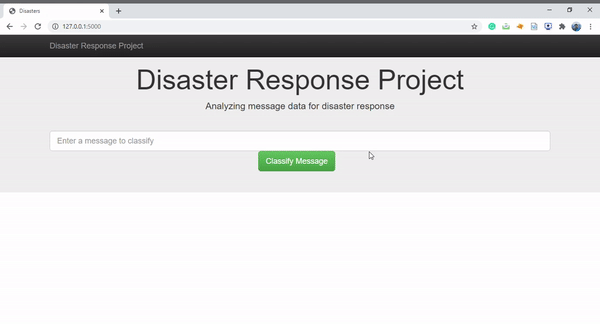 Disasters
127.0.0.1:5000
Disaster Response Project
Disaster Response Project
Analyzing message data for disaster response
Enter a message to classify
Classify Message